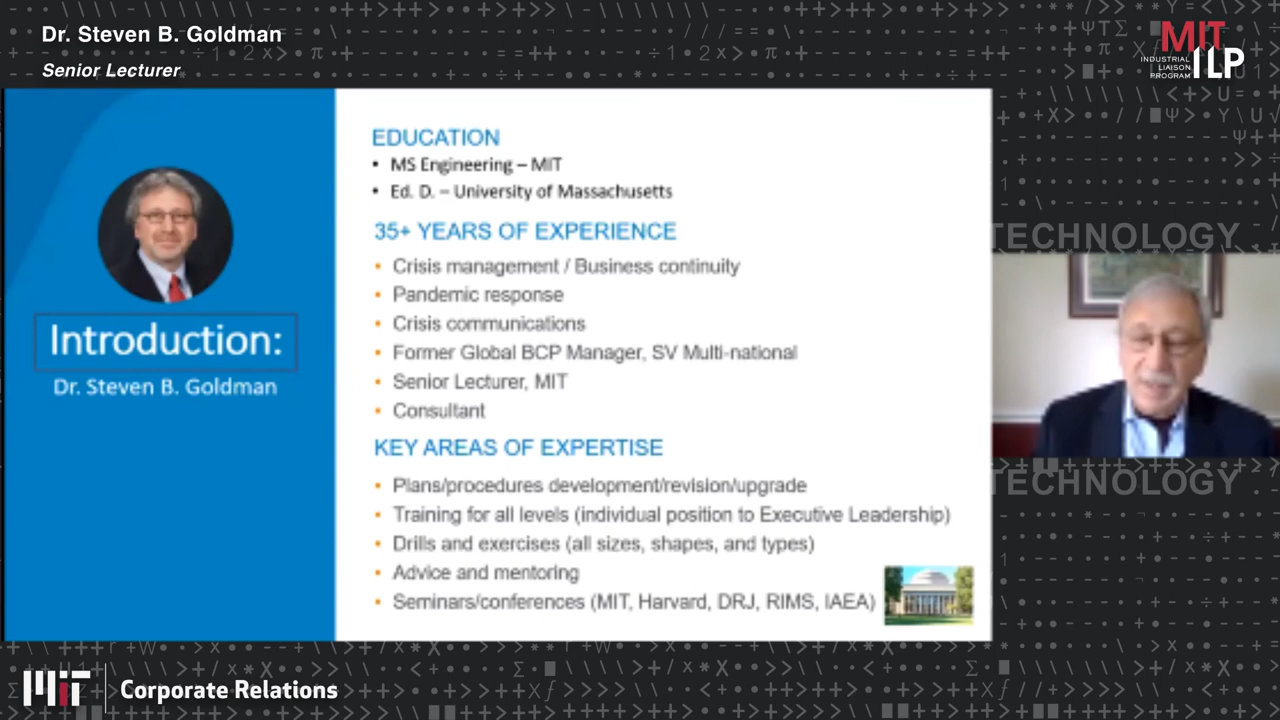 Dr. Steven B. Goldman
Senior Lecturer
MIT
INDUSTRIAL
LIAISON
PROGRAM
ILP
EDUCATION
• MS Engineering – MIT
• Ed. D. – University of Massachusetts
35+ YEARS OF EXPERIENCE
• Crisis management / Business continuity
• Pandemic response
• Crisis communications
• Former Global BCP Manager, SV Multi-national
• Senior Lecturer, MIT
• Consultant
KEY AREAS OF EXPERTISE
• Plans/procedures development/revision/upgrade
• Training for all levels (individual position to Executive Leadership)
• Drills and exercises (all sizes, shapes, and types)
• Advice and mentoring
• Seminars/conferences (MIT, Harvard, DRJ, RIMS, IAEA)
Introduction:
Dr. Steven B. Goldman
TECHNOLOGY
TECHNOLOGY
MIT
Corporate Relations